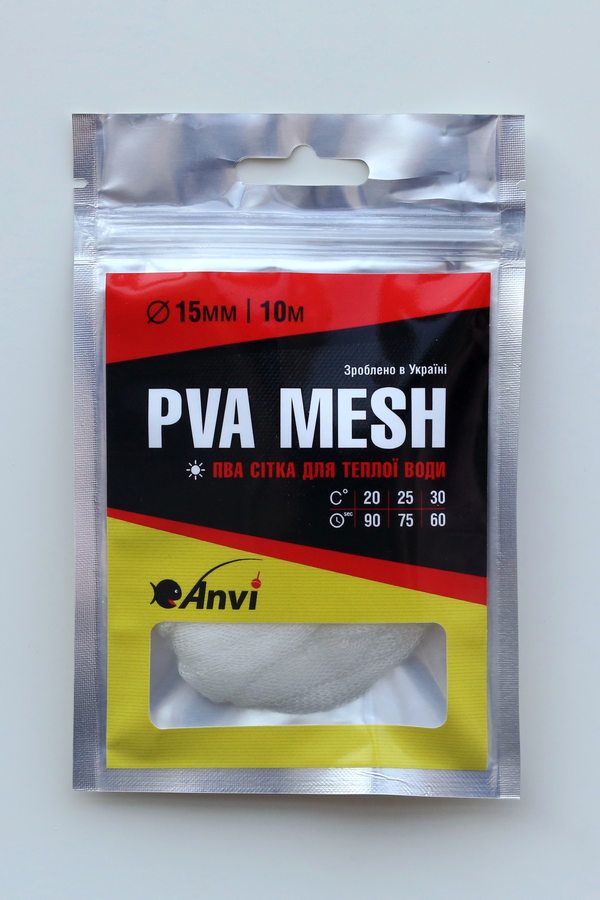 Ø 15мм | 10м
Зроблено в Україні
PVA MESH
ПВА СІТКА ДЛЯ ТЕПЛОЇ ВОДИ
C° 20 25 30
sec 90 75 60
Anvi